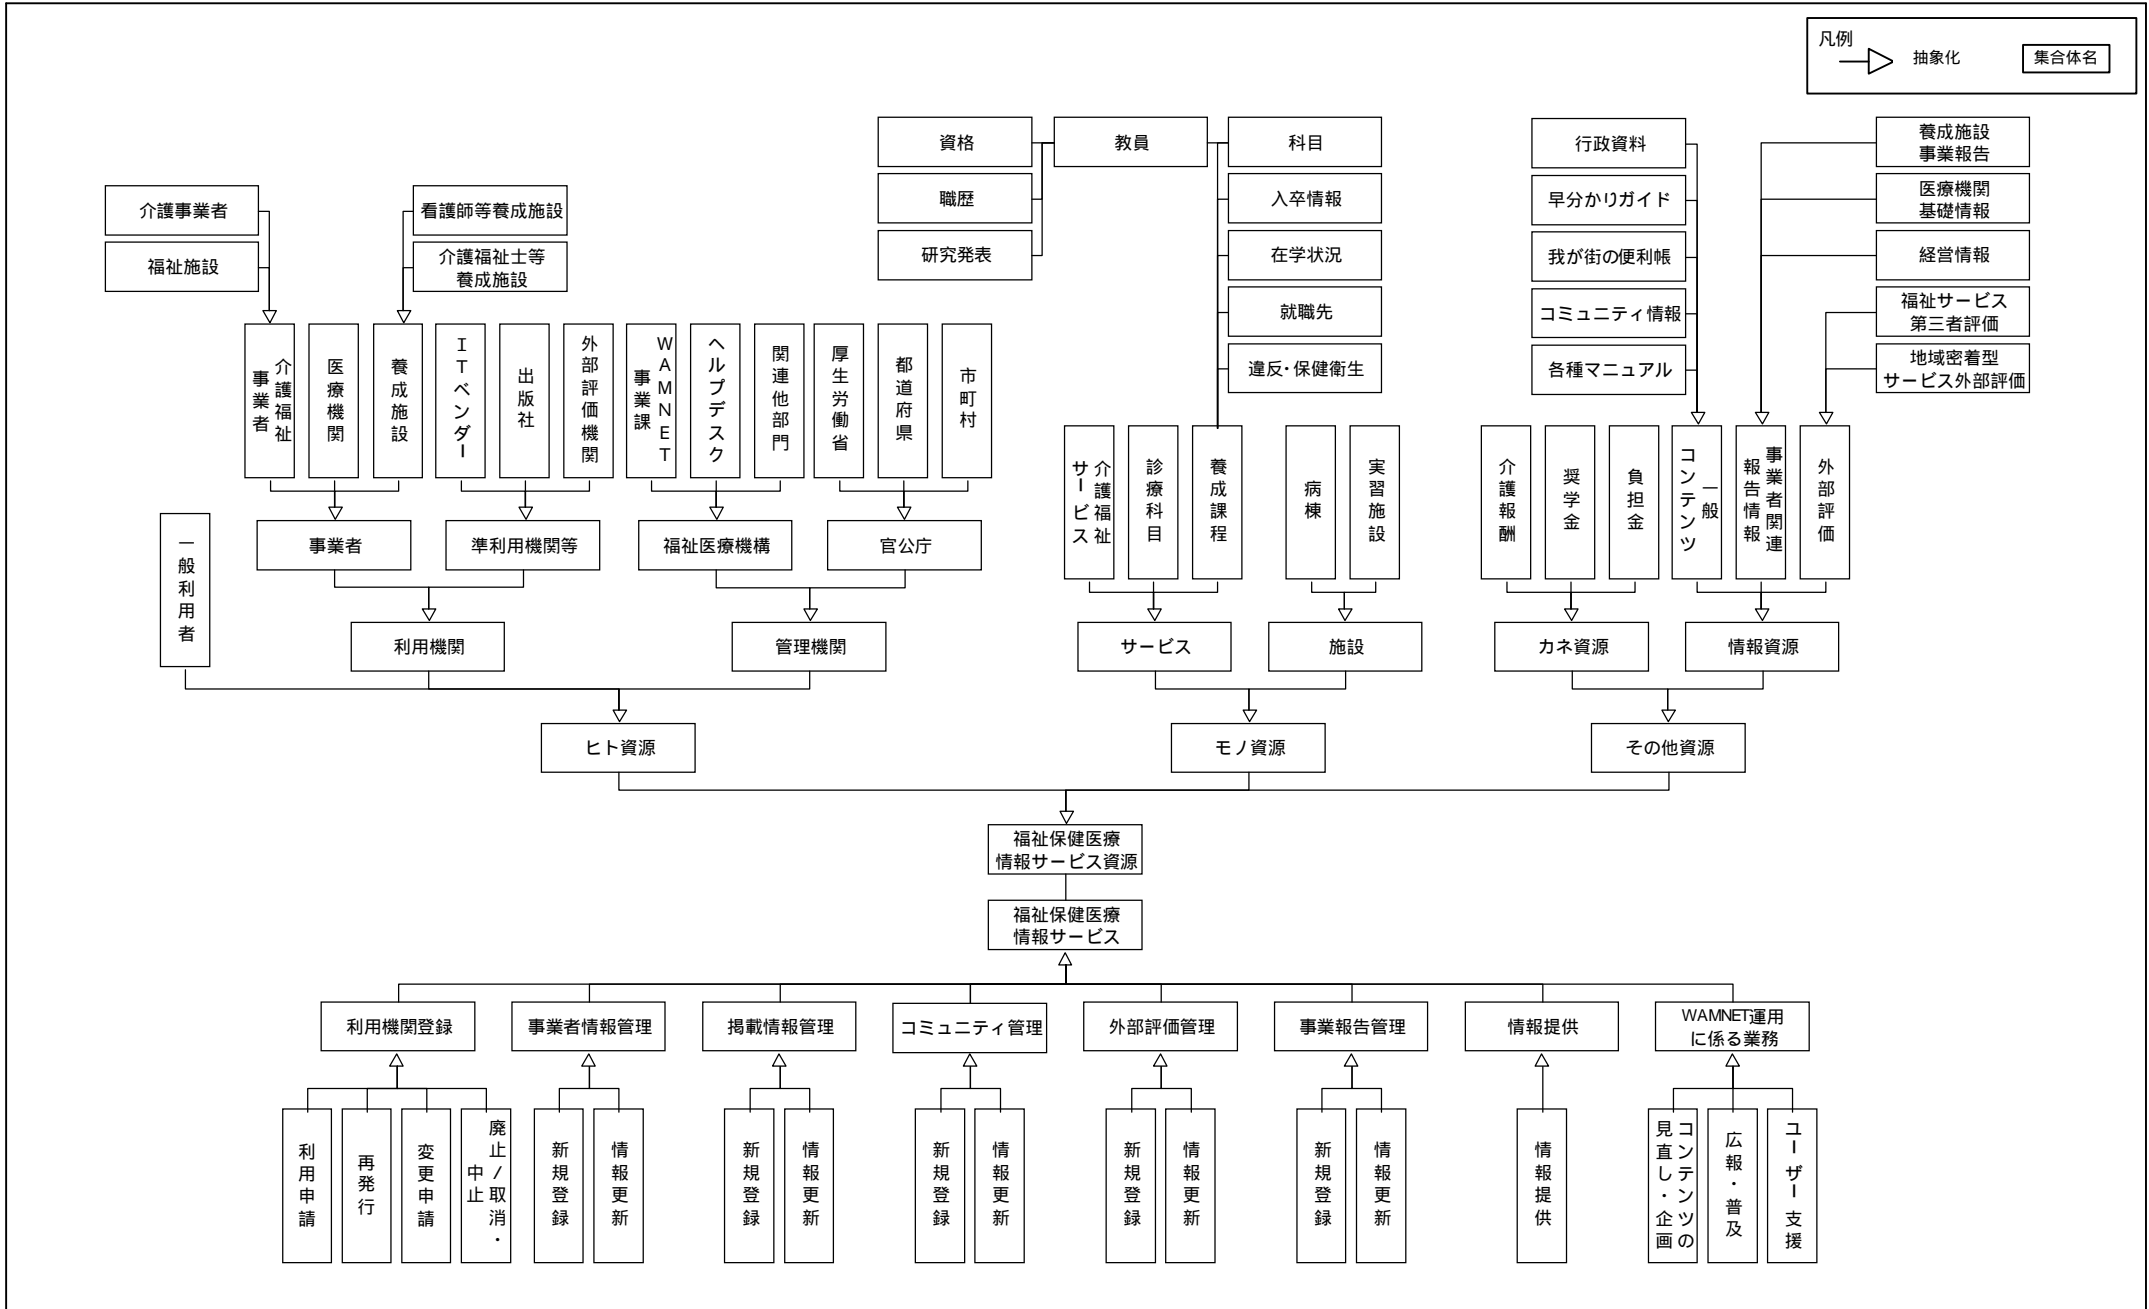 凡例
抽象化
集合体名
資格
教員
科目
職歴
入卒情報
研究発表
在学状況
就職先
違反・保健衛生
行政資料
早分かりガイド
我が街の便利帳
コミュニティ情報
各種マニュアル
養成施設
事業報告
医療機関
基礎情報
経営情報
福祉サービス
第三者評価
地域密着型
サービス外部評価
介護事業者
福祉施設
看護師等養成施設
介護福祉士等
養成施設
介護福祉
事業者
医療機関
養成施設
ITベンダー
出版社
外部評価機関
WAMNET
事業課
ヘルプデスク
関連他部門
厚生労働省
都道府県
市町村
介護福祉
サービス
診療科目
養成課程
病棟
実習施設
介護報酬
奨学金
負担金
一般
コンテンツ
事業者関連
報告情報
外部評価
一般利用者
事業者
準利用機関等
福祉医療機構
官公庁
利用機関
管理機関
サービス
施設
カネ資源
情報資源
ヒト資源
モノ資源
その他資源
福祉保健医療
情報サービス資源
福祉保健医療
情報サービス
利用機関登録
事業者情報管理
掲載情報管理
コミュニティ管理
外部評価管理
事業報告管理
情報提供
WAMNET運用
に係る業務
利用申請
再発行
変更申請
廃止/取消・
中止
新規登録
情報更新
新規登録
情報更新
新規登録
情報更新
新規登録
情報更新
新規登録
情報更新
情報提供
コンテンツの
見直し・企画
広報・普及
ユーザー支援